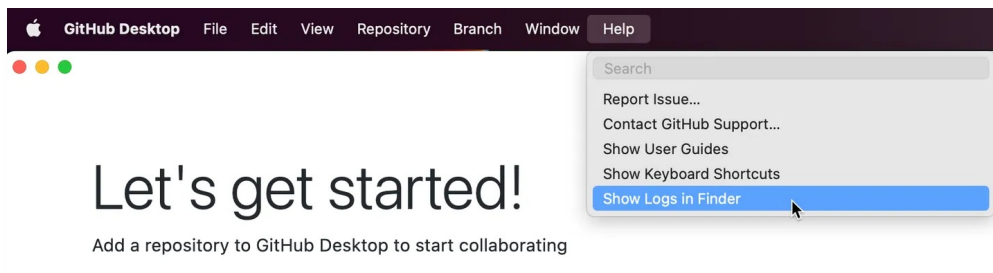 GitHub Desktop File Edit View Repository Branch Window Help
Search
Report Issue...
Contact GitHub Support...
Show User Guides
Show Keyboard Shortcuts
Show Logs in Finder
Let's get started!
Add a repository to GitHub Desktop to start collaborating